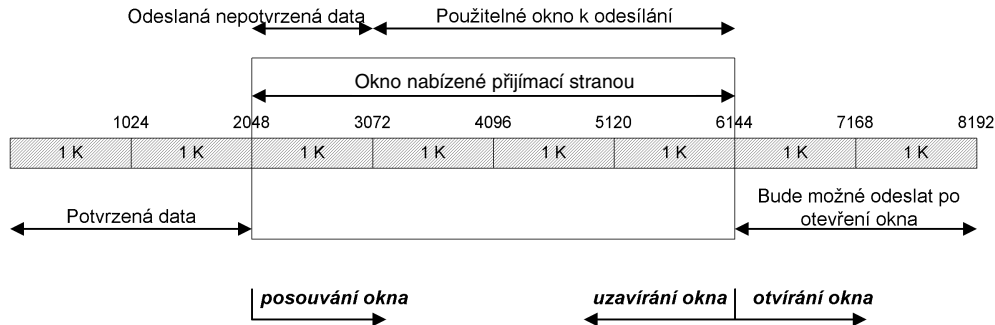 Odeslaná nepotvrzená data
Použitelné okno k odesílání
Okno nabízené přijímací stranou
1024 2048 3072 4096 5120 6144 7168 8192
1 K 1 K 1 K 1 K 1 K 1 K 1 K 1 K
Potvrzená data
Bude možné odeslat po
otevření okna
posouvání okna
uzavírání okna
otvírání okna